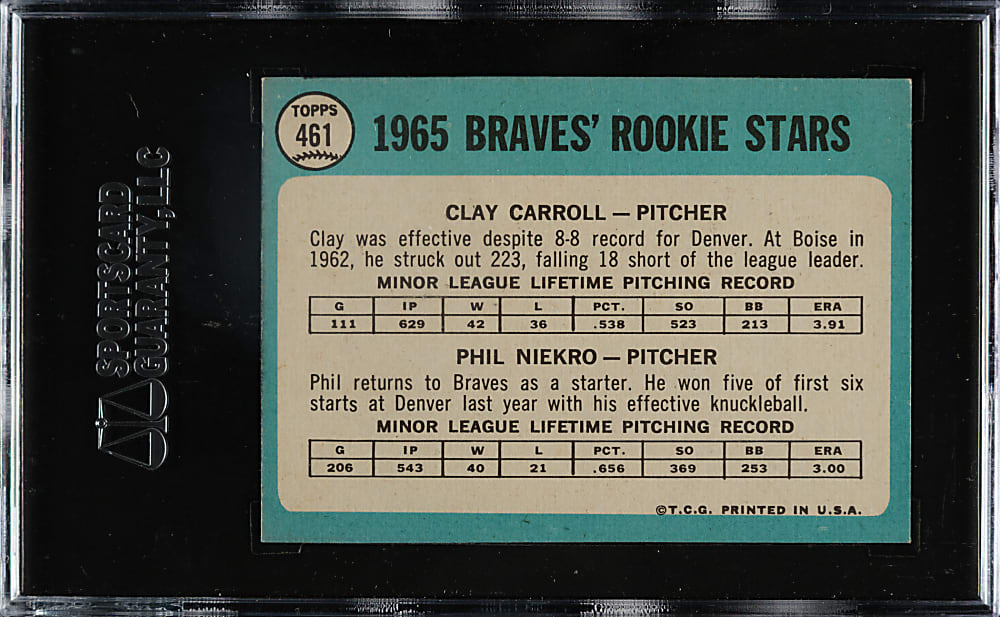 SPORTSCARD
GUARANTY, LLC
TOPPS
461
1965 BRAVES' ROOKIE STARS
CLAY CARROLL — PITCHER
Clay was effective despite 8-8 record for Denver. At Boise in
1962, he struck out 223, falling 18 short of the league leader.
MINOR LEAGUE LIFETIME PITCHING RECORD
G IP W L PCT. SO BB ERA
111 629 42 36 .538 523 213 3.91
PHIL NIEKRO — PITCHER
Phil returns to Braves as a starter. He won five of first six
starts at Denver last year with his effective knuckleball.
MINOR LEAGUE LIFETIME PITCHING RECORD
G IP W L PCT. SO BB ERA
206 543 40 21 .656 369 253 3.00
©T.C.G. PRINTED IN U.S.A.